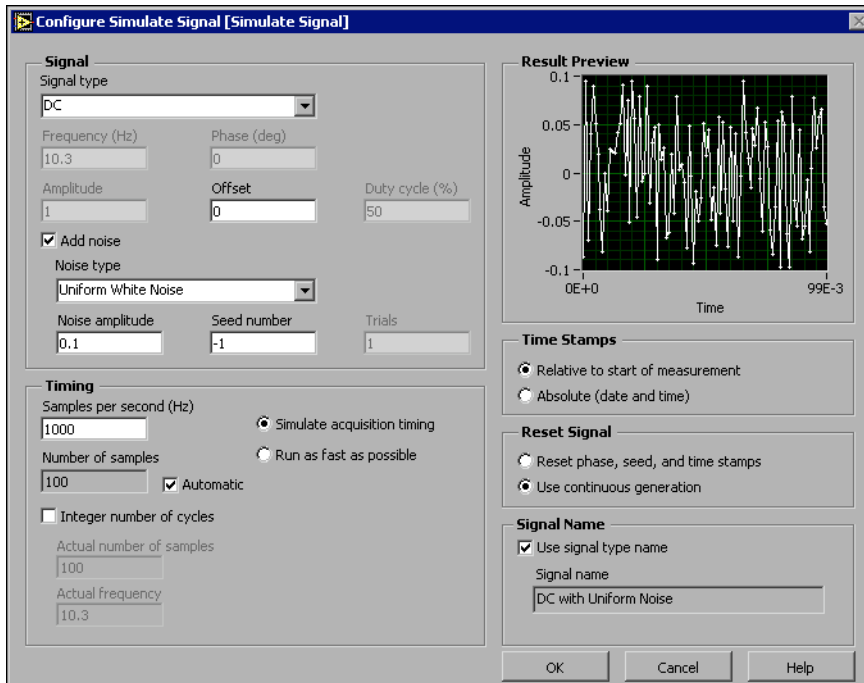 Configure Simulate Signal [Simulate Signal]
Signal
Signal type
DC
Frequency (Hz) Phase (deg)
10.3 0
Amplitude Offset Duty cycle (%)
1 0 50
Add noise
Noise type
Uniform White Noise
Noise amplitude Seed number Trials
0.1 -1 1
Timing
Samples per second (Hz)
1000
Simulate acquisition timing
Run as fast as possible
Number of samples
100 Automatic
Integer number of cycles
Actual number of samples
100
Actual frequency
10.3
Result Preview
0.1
0.05
0
-0.05
-0.1
Amplitude
0E+0 99E-3
Time
Time Stamps
Relative to start of measurement
Absolute (date and time)
Reset Signal
Reset phase, seed, and time stamps
Use continuous generation
Signal Name
Use signal type name
Signal name
DC with Uniform Noise
OK Cancel Help